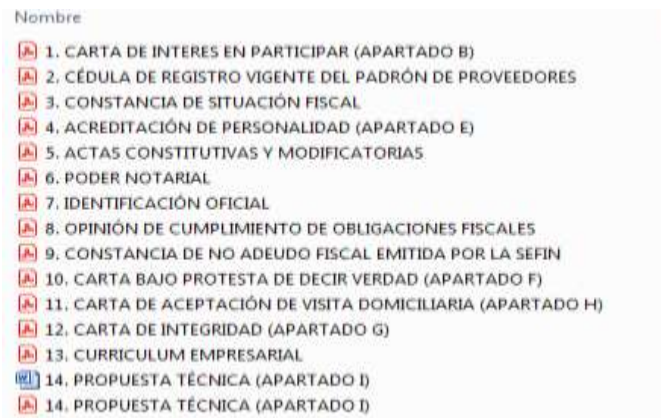 Nombre
1. CARTA DE INTERES EN PARTICIPAR (APARTADO B)
2. CÉDULA DE REGISTRO VIGENTE DEL PADRÓN DE PROVEEDORES
3. CONSTANCIA DE SITUACIÓN FISCAL
4. ACREDITACIÓN DE PERSONALIDAD (APARTADO E)
5. ACTAS CONSTITUTIVAS Y MODIFICATORIAS
6. PODER NOTARIAL
7. IDENTIFICACIÓN OFICIAL
8. OPINIÓN DE CUMPLIMIENTO DE OBLIGACIONES FISCALES
9. CONSTANCIA DE NO ADEUDO FISCAL EMITIDA POR LA SEFIN
10. CARTA BAJO PROTESTA DE DECIR VERDAD (APARTADO F)
11. CARTA DE ACEPTACIÓN DE VISITA DOMICILIARIA (APARTADO H)
12. CARTA DE INTEGRIDAD (APARTADO G)
13. CURRICULUM EMPRESARIAL
14. PROPUESTA TÉCNICA (APARTADO I)
14. PROPUESTA TÉCNICA (APARTADO I)